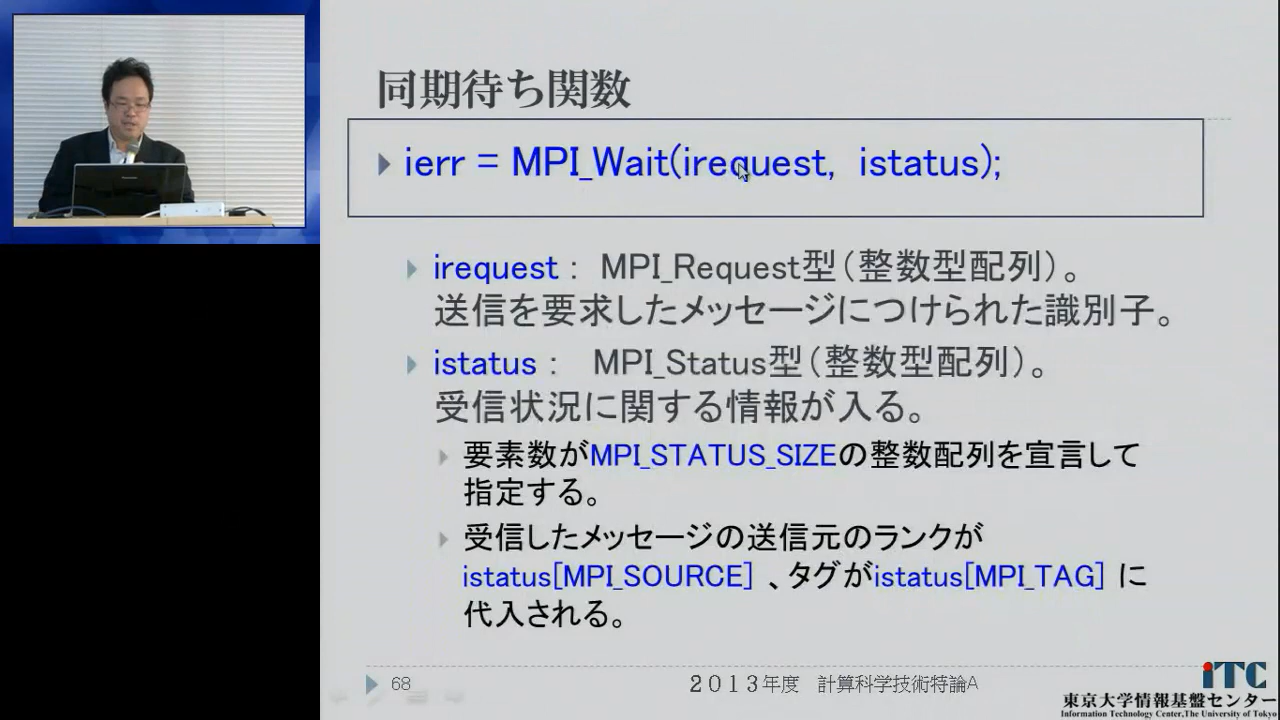 同期待ち関数
ierr = MPI_Wait(irequest, istatus);
irequest : MPI_Request型(整数型配列)。
送信を要求したメッセージにつけられた識別子。
istatus : MPI_Status型(整数型配列)。
受信状況に関する情報が入る。
要素数がMPI_STATUS_SIZEの整数配列を宣言して
指定する。
受信したメッセージの送信元のランクが
istatus[MPI_SOURCE] 、タグがistatus[MPI_TAG] に
代入される。
68
2013年度 計算科学技術特論A
iTC
東京大学情報基盤センター
Information Technology Center,The University of Tokyo